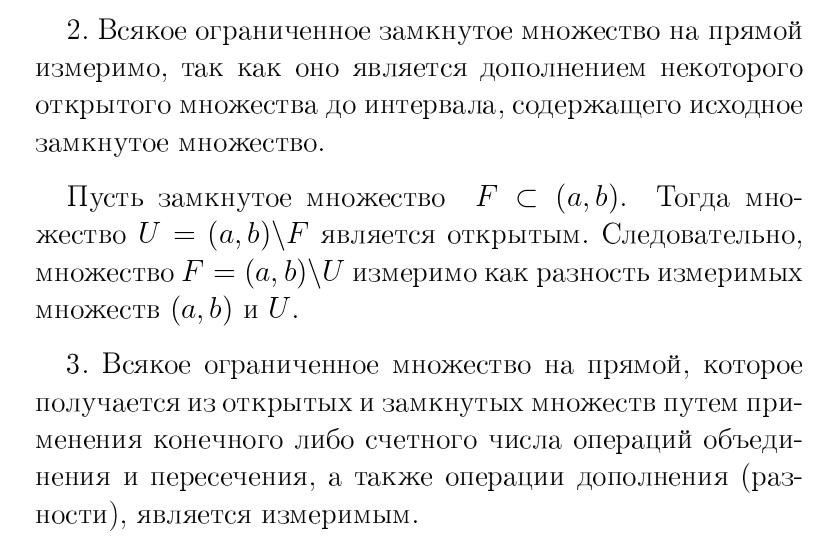 2. Всякое ограниченное замкнутое множество на прямой
измеримо, так как оно является дополнением некоторого
открытого множества до интервала, содержащего исходное
замкнутое множество.
Пусть замкнутое множество F ⊂ (a, b). Тогда мно-
жество U = (a, b)\F является открытым. Следовательно,
множество F = (a, b)\U измеримо как разность измеримых
множеств (a, b) и U.
3. Всякое ограниченное множество на прямой, которое
получается из открытых и замкнутых множеств путем при-
менения конечного либо счетного числа операций объеди-
нения и пересечения, а также операции дополнения (раз-
ности), является измеримым.